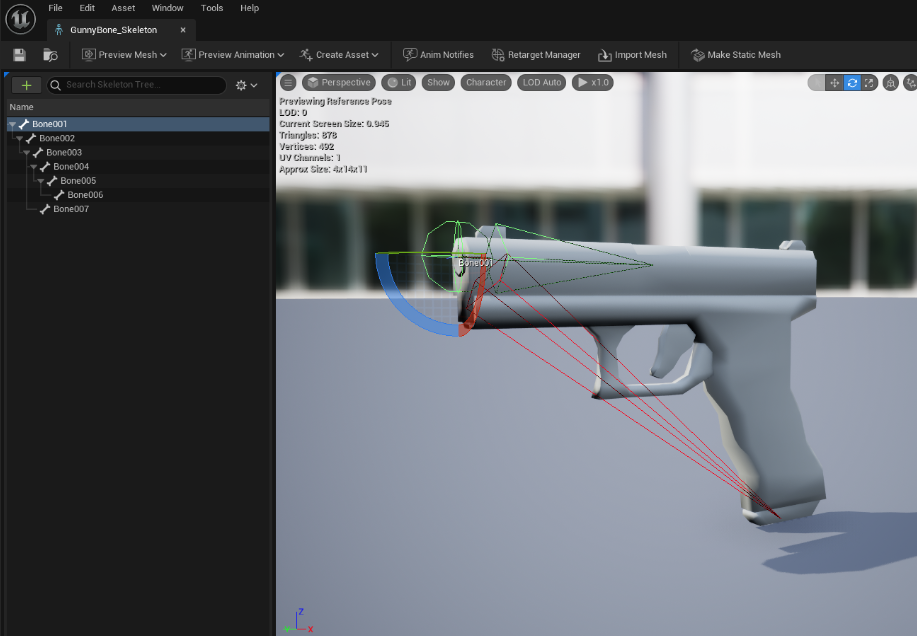 File Edit Asset Window Tools Help
GunnyBone_Skeleton
Preview Mesh Preview Animation Create Asset Anim Notifies Retarget Manager Import Mesh Make Static Mesh
Search Skeleton Tree...
Perspective Lit Show Character LOD Auto x1.0
Name
Bone001
Bone002
Bone003
Bone004
Bone005
Bone006
Bone007
Previewing Reference Pose
LOD: 0
Current Screen Size: 0.945
Triangles: 878
Vertices: 492
UV Channels: 1
Approx Size: 4x14x11
Bone001
Z
Y
X